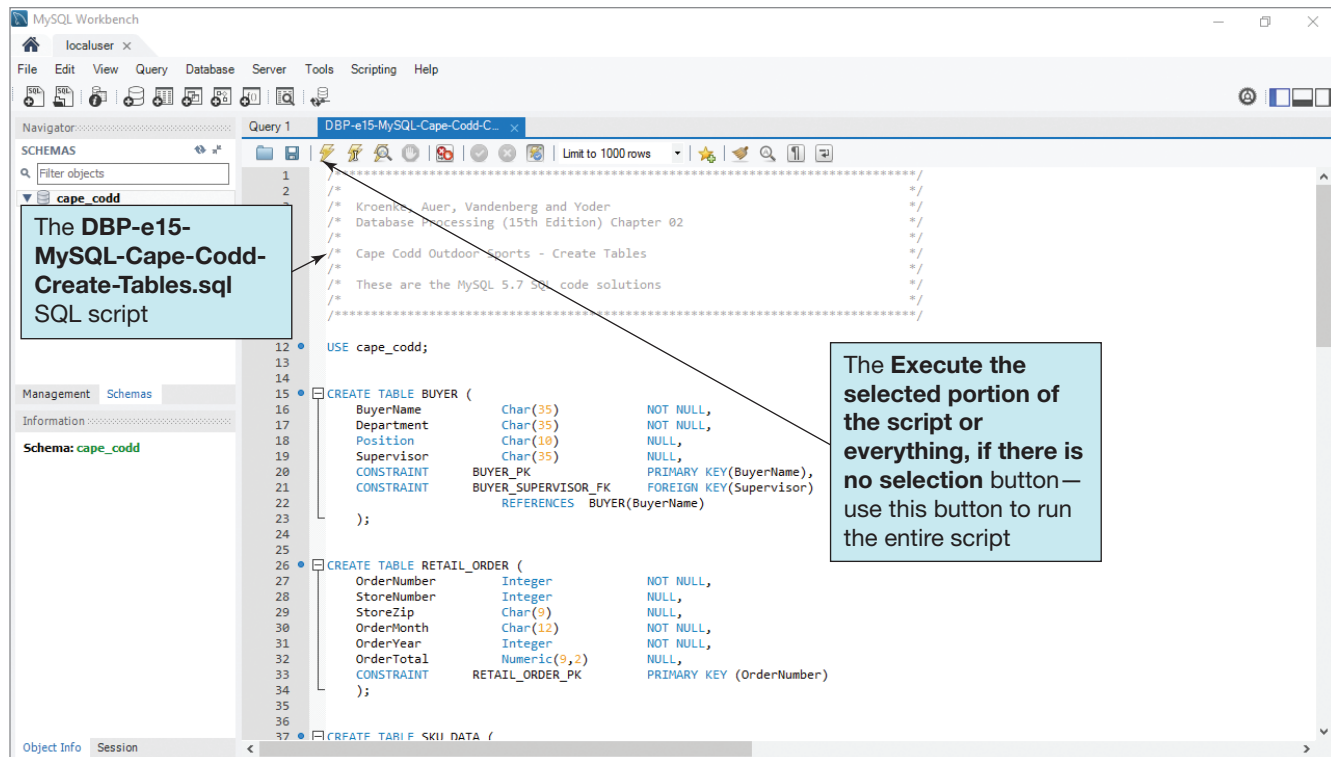 MySQL Workbench
localuser ×
File Edit View Query Database Server Tools Scripting Help
Navigator
Query 1 DBP-e15-MySQL-Cape-Codd-C... ×
SCHEMAS
Limit to 1000 rows
Filter objects
cape_codd
The DBP-e15-
MySQL-Cape-Codd-
Create-Tables.sql
SQL script
1 /*******************************************************************************/
2 /* */
/* Kroenke, Auer, Vandenberg and Yoder
/* Database Processing (15th Edition) Chapter 02 */
/* */
/* Cape Codd Outdoor Sports - Create Tables */
/* */
/* These are the MySQL 5.7 SQL code solutions */
/* */
/*******************************************************************************/
12 USE cape_codd;
13
14
15 CREATE TABLE BUYER (
16 BuyerName Char(35) NOT NULL,
17 Department Char(35) NOT NULL,
18 Position Char(10) NULL,
19 Supervisor Char(35) NULL,
20 CONSTRAINT BUYER_PK PRIMARY KEY(BuyerName),
21 CONSTRAINT BUYER_SUPERVISOR_FK FOREIGN KEY(Supervisor)
22 REFERENCES BUYER(BuyerName)
23 );
24
25
26 CREATE TABLE RETAIL_ORDER (
27 OrderNumber Integer NOT NULL,
28 StoreNumber Integer NULL,
29 StoreZip Char(9) NULL,
30 OrderMonth Char(12) NOT NULL,
31 OrderYear Integer NOT NULL,
32 OrderTotal Numeric(9,2) NULL,
33 CONSTRAINT RETAIL_ORDER_PK PRIMARY KEY (OrderNumber)
34 );
35
36
37 CREATE TABLE SKU_DATA (
The Execute the
selected portion of
the script or
everything, if there is
no selection button—
use this button to run
the entire script
Management Schemas
Information
Schema: cape_codd
Object Info Session